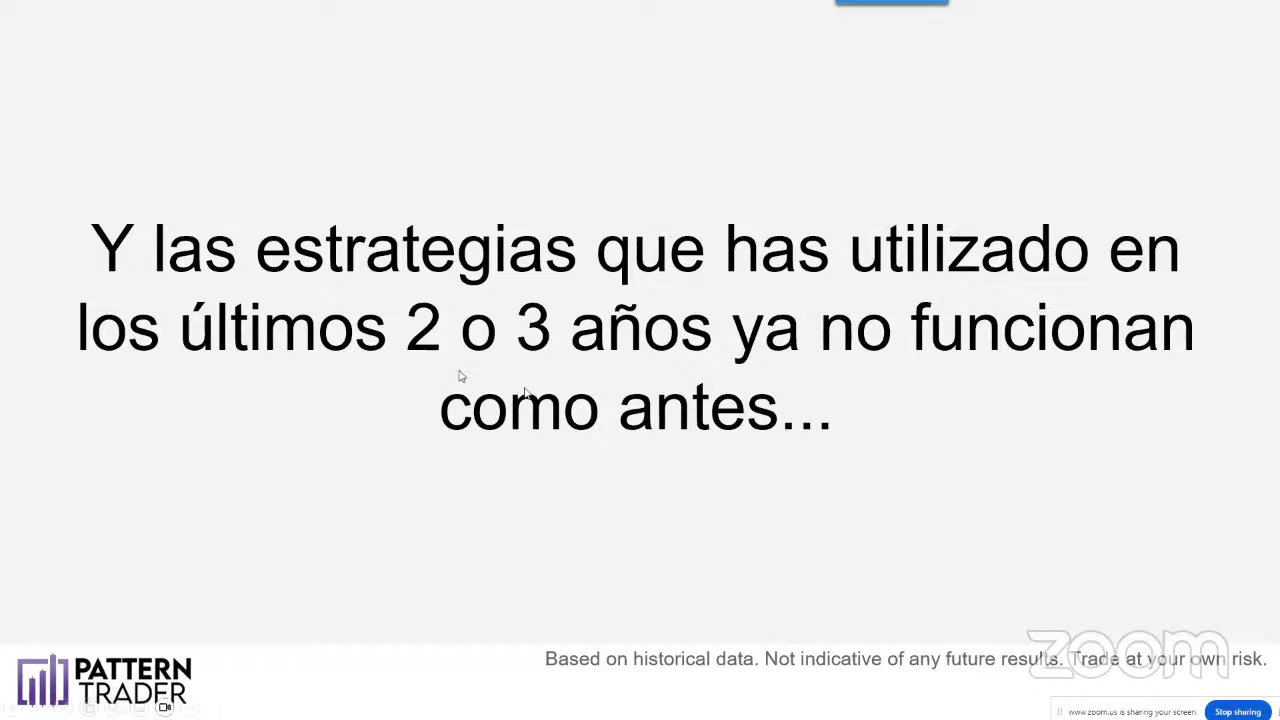 Y las estrategias que has utilizado en
los últimos 2 o 3 años ya no funcionan
como antes...
PATTERN
TRADER
Based on historical data. Not indicative of any future results. Trade at your own risk.
zoom
www.zoom.us is sharing your screen.
Stop sharing